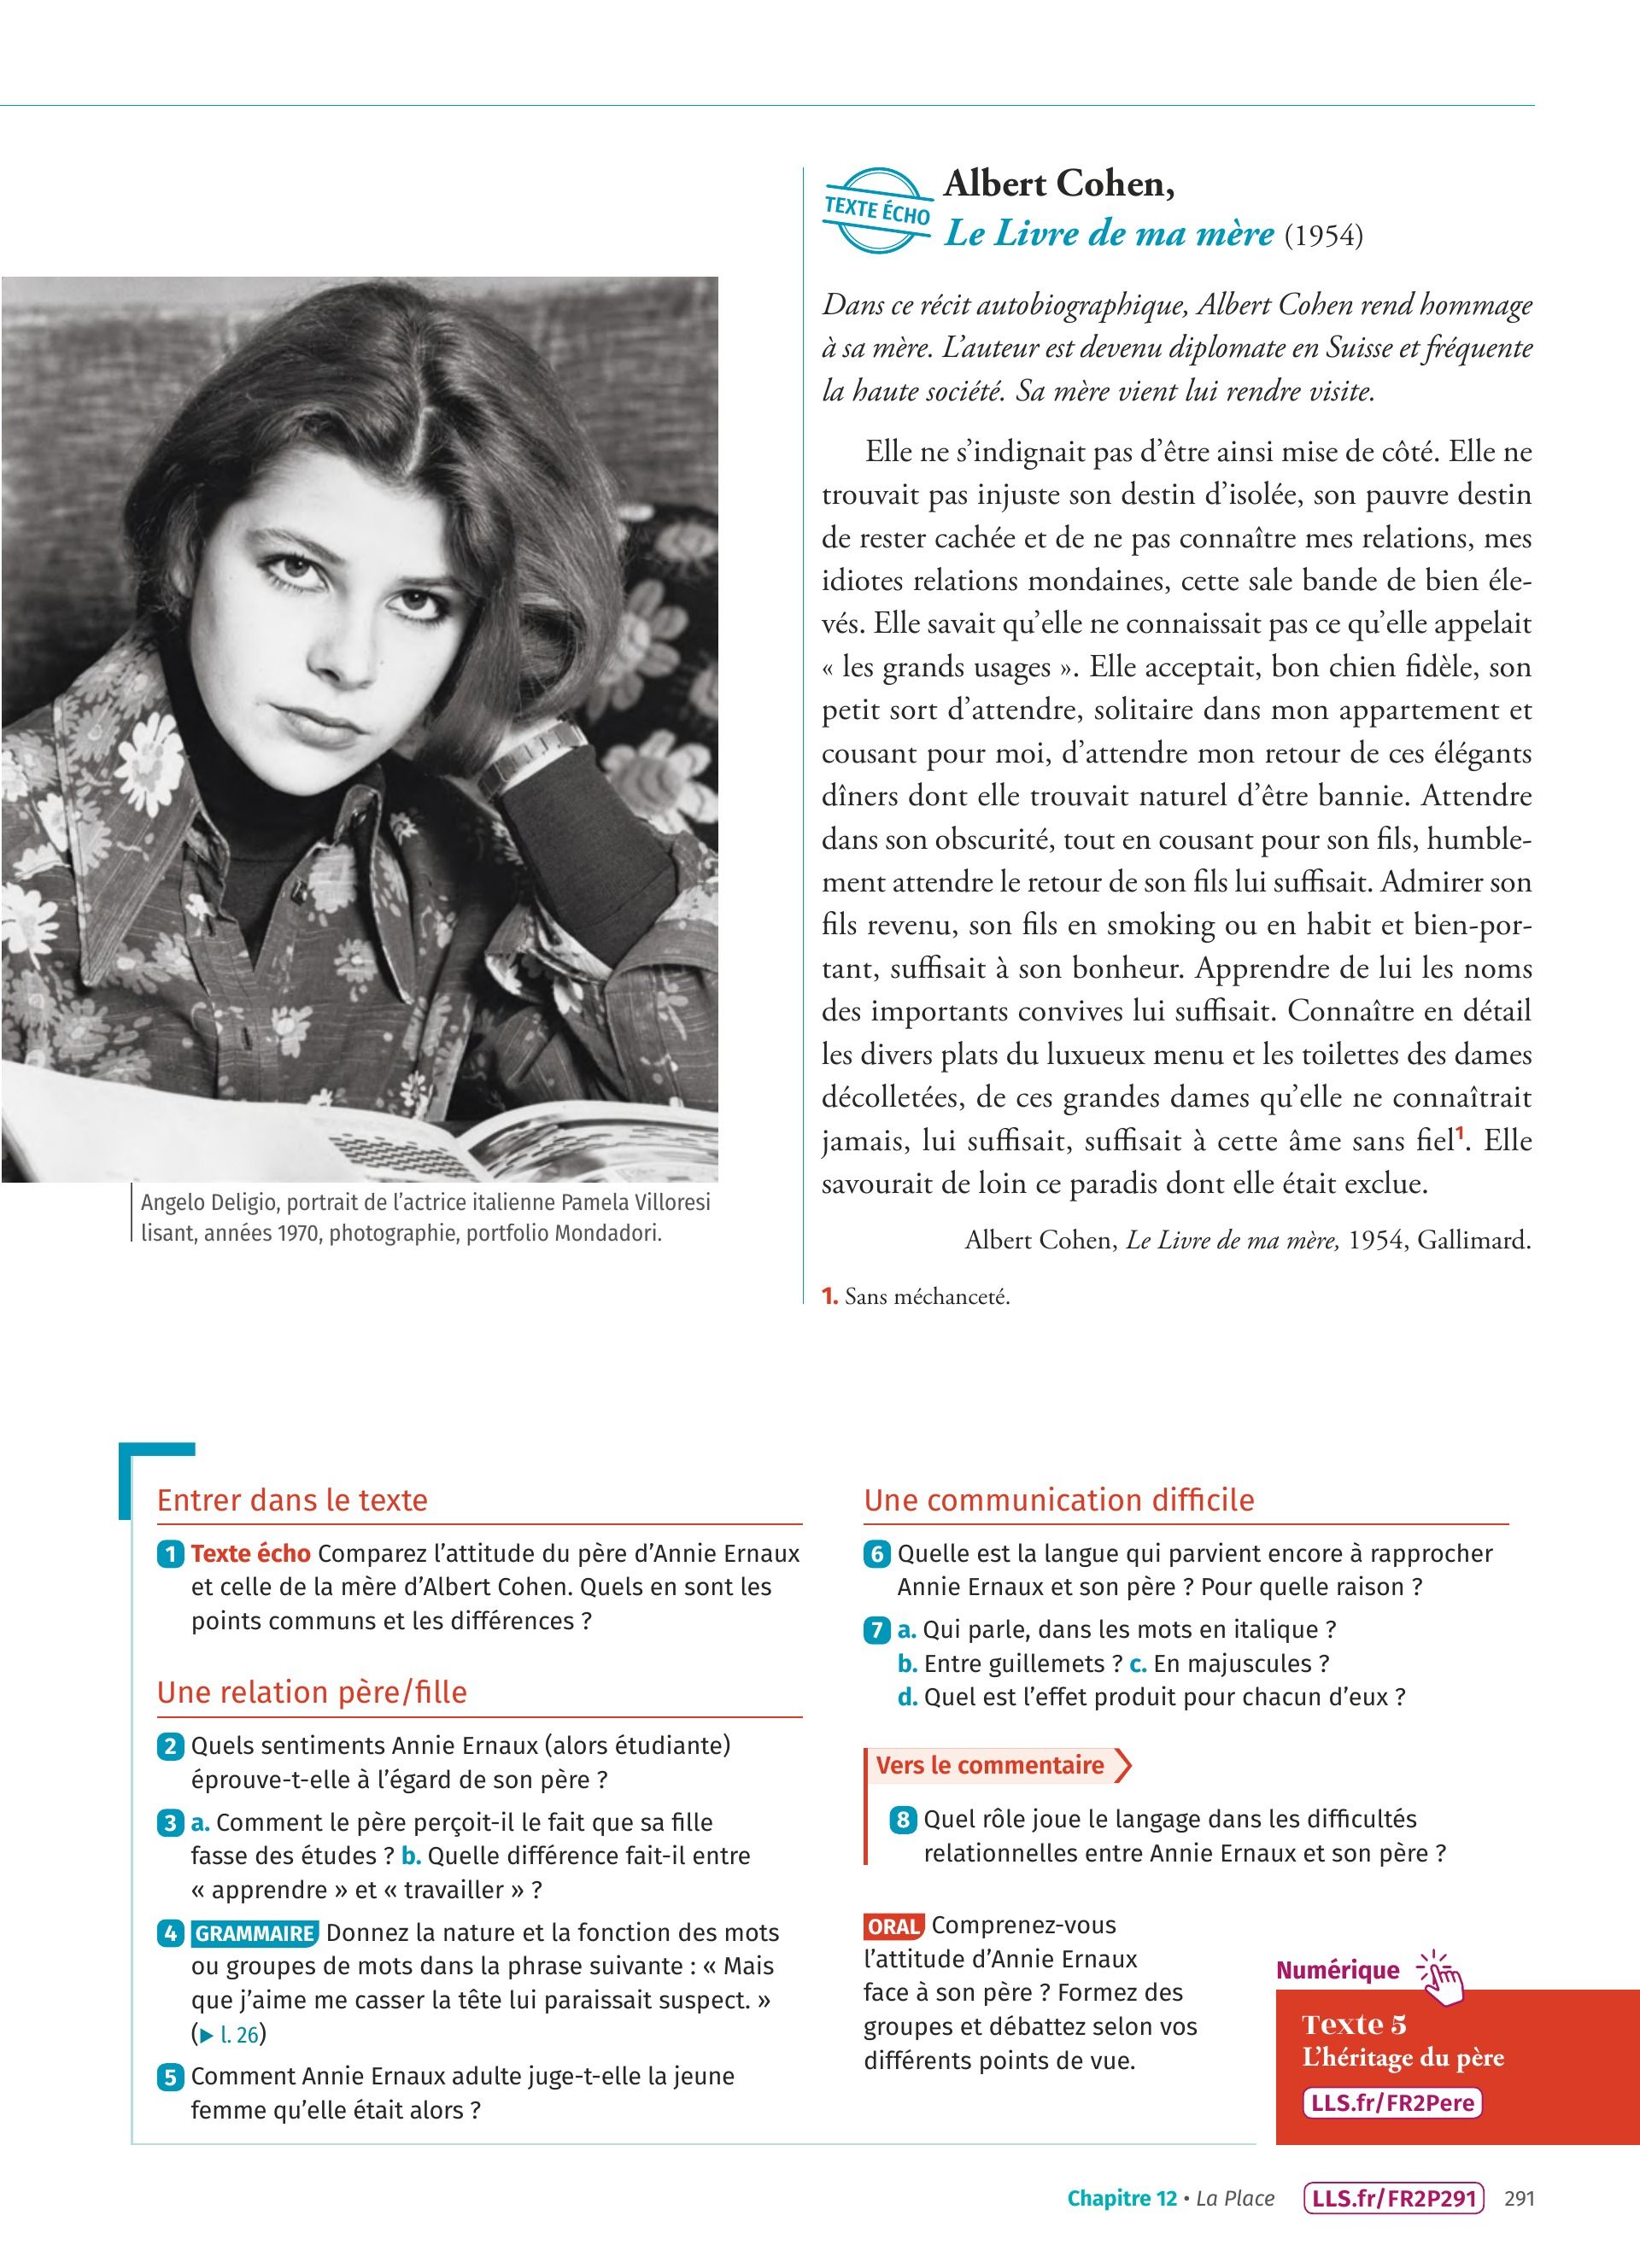 TEXTE ÉCHO
Albert Cohen,
Le Livre de ma mère (1954)
Dans ce récit autobiographique, Albert Cohen rend hommage
à sa mère. L’auteur est devenu diplomate en Suisse et fréquente
la haute société. Sa mère vient lui rendre visite.
Elle ne s’indignait pas d’être ainsi mise de côté. Elle ne
trouvait pas injuste son destin d’isolée, son pauvre destin
de rester cachée et de ne pas connaître mes relations, mes
idiotes relations mondaines, cette sale bande de bien éle-
vés. Elle savait qu’elle ne connaissait pas ce qu’elle appelait
« les grands usages ». Elle acceptait, bon chien fidèle, son
petit sort d’attendre, solitaire dans mon appartement et
cousant pour moi, d’attendre mon retour de ces élégants
dîners dont elle trouvait naturel d’être bannie. Attendre
dans son obscurité, tout en cousant pour son fils, humble-
ment attendre le retour de son fils lui suffisait. Admirer son
fils revenu, son fils en smoking ou en habit et bien-por-
tant, suffisait à son bonheur. Apprendre de lui les noms
des importants convives lui suffisait. Connaître en détail
les divers plats du luxueux menu et les toilettes des dames
décolletées, de ces grandes dames qu’elle ne connaîtrait
jamais, lui suffisait, suffisait à cette âme sans fiel1. Elle
savourait de loin ce paradis dont elle était exclue.
Albert Cohen, Le Livre de ma mère, 1954, Gallimard.
1. Sans méchanceté.
Angelo Deligio, portrait de l’actrice italienne Pamela Villoresi
lisant, années 1970, photographie, portfolio Mondadori.
Entrer dans le texte
1 Texte écho Comparez l’attitude du père d’Annie Ernaux
et celle de la mère d’Albert Cohen. Quels en sont les
points communs et les différences ?
Une relation père/fille
2 Quels sentiments Annie Ernaux (alors étudiante)
éprouve-t-elle à l’égard de son père ?
3 a. Comment le père perçoit-il le fait que sa fille
fasse des études ? b. Quelle différence fait-il entre
« apprendre » et « travailler » ?
4 GRAMMAIRE Donnez la nature et la fonction des mots
ou groupes de mots dans la phrase suivante : « Mais
que j’aime me casser la tête lui paraissait suspect. »
(▶ l. 26)
5 Comment Annie Ernaux adulte juge-t-elle la jeune
femme qu’elle était alors ?
Une communication difficile
6 Quelle est la langue qui parvient encore à rapprocher
Annie Ernaux et son père ? Pour quelle raison ?
7 a. Qui parle, dans les mots en italique ?
b. Entre guillemets ? c. En majuscules ?
d. Quel est l’effet produit pour chacun d’eux ?
Vers le commentaire
8 Quel rôle joue le langage dans les difficultés
relationnelles entre Annie Ernaux et son père ?
ORAL Comprenez-vous
l’attitude d’Annie Ernaux
face à son père ? Formez des
groupes et débattez selon vos
différents points de vue.
Numérique
Texte 5
L’héritage du père
LLS.fr/FR2Pere
Chapitre 12 • La Place LLS.fr/FR2P291 291